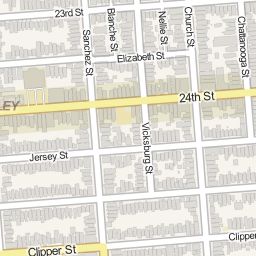 23rd St
Sanchez St
Blanche St
Nellie St
Church St
Chattanooga St
Elizabeth St
24th St
LEY
Vicksburg St
Jersey St
Clipper St
Clipper